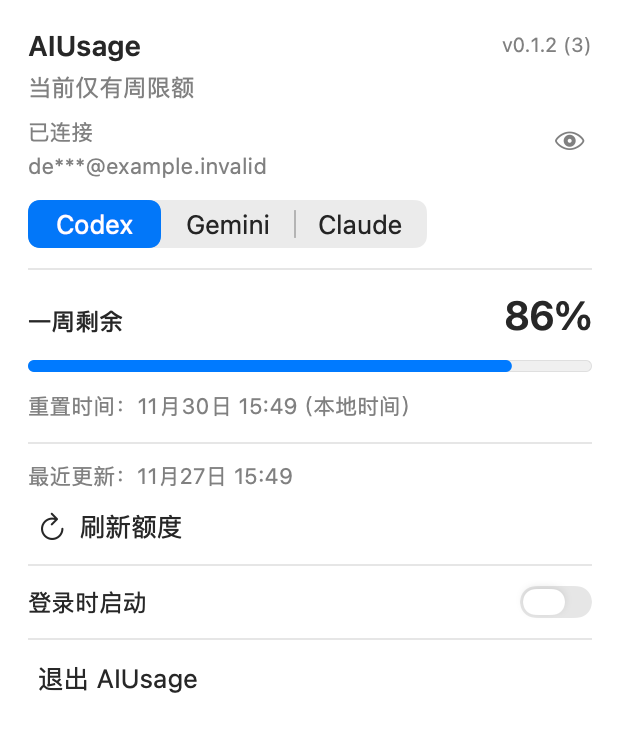 AIUsage
v0.1.2 (3)
当前仅有周限额
已连接
de***@example.invalid
Codex
Gemini
Claude
一周剩余
86%
重置时间：11月30日 15:49 (本地时间)
最近更新：11月27日 15:49
刷新额度
登录时启动
退出 AIUsage